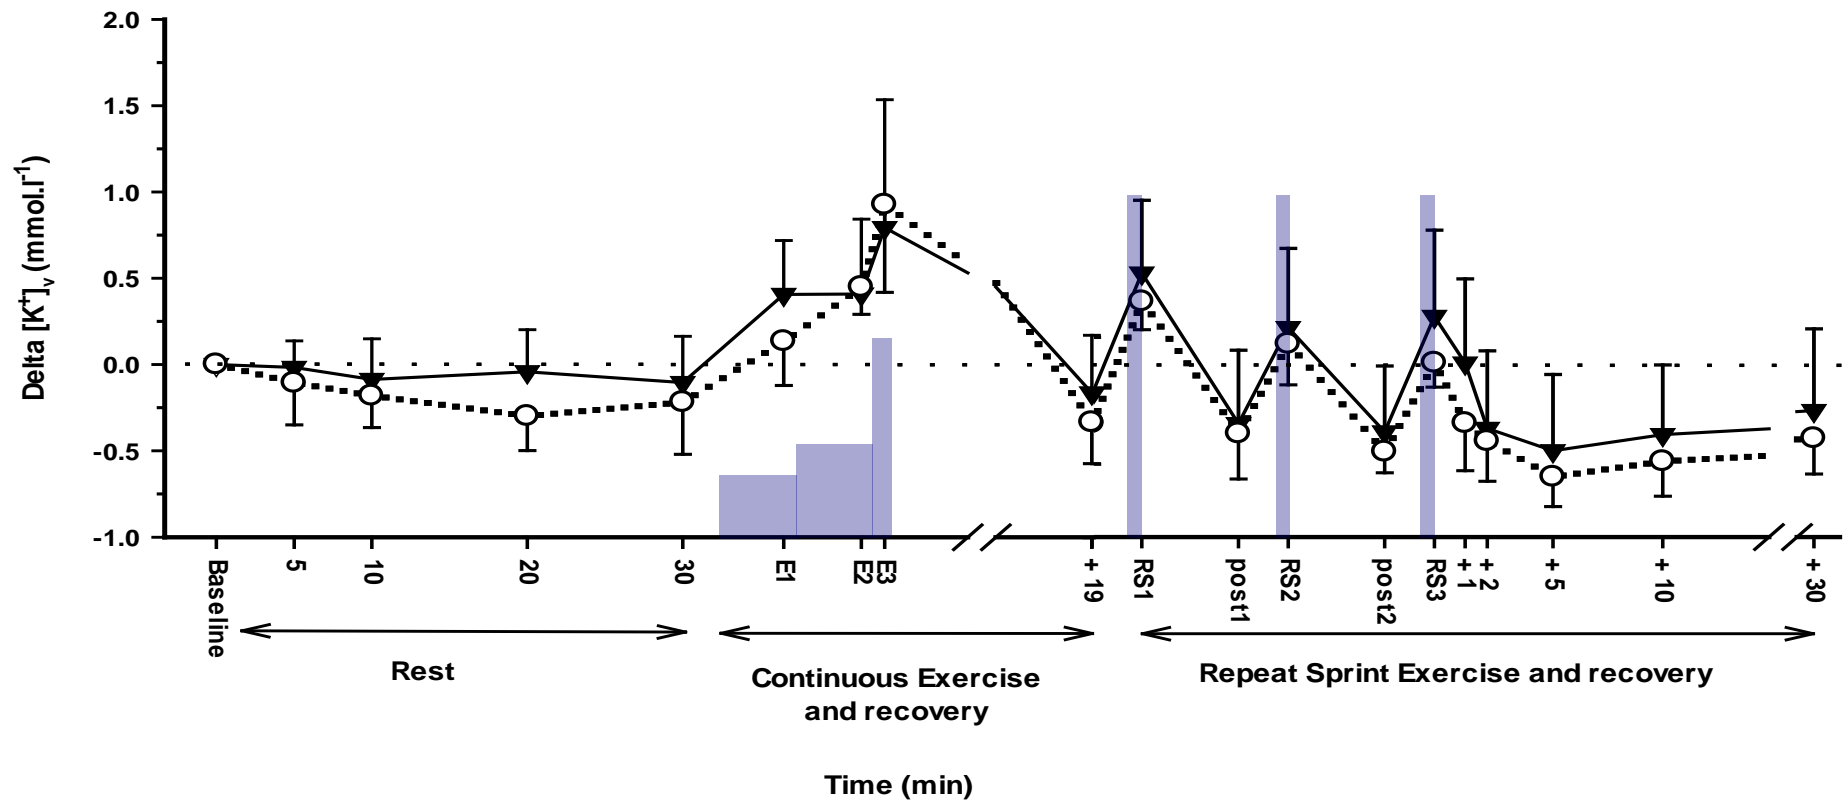 2.0
1.5
1.0
0.5
0.0
-0.5
-1.0
Delta [K+]v (mmol.l-1)
Baseline 5 10 20 30 E1 E2 E3 + 19 RS1 post1 RS2 post2 RS3 + 1 + 2 + 5 + 10 + 30
Rest
Continuous Exercise
and recovery
Repeat Sprint Exercise and recovery
Time (min)